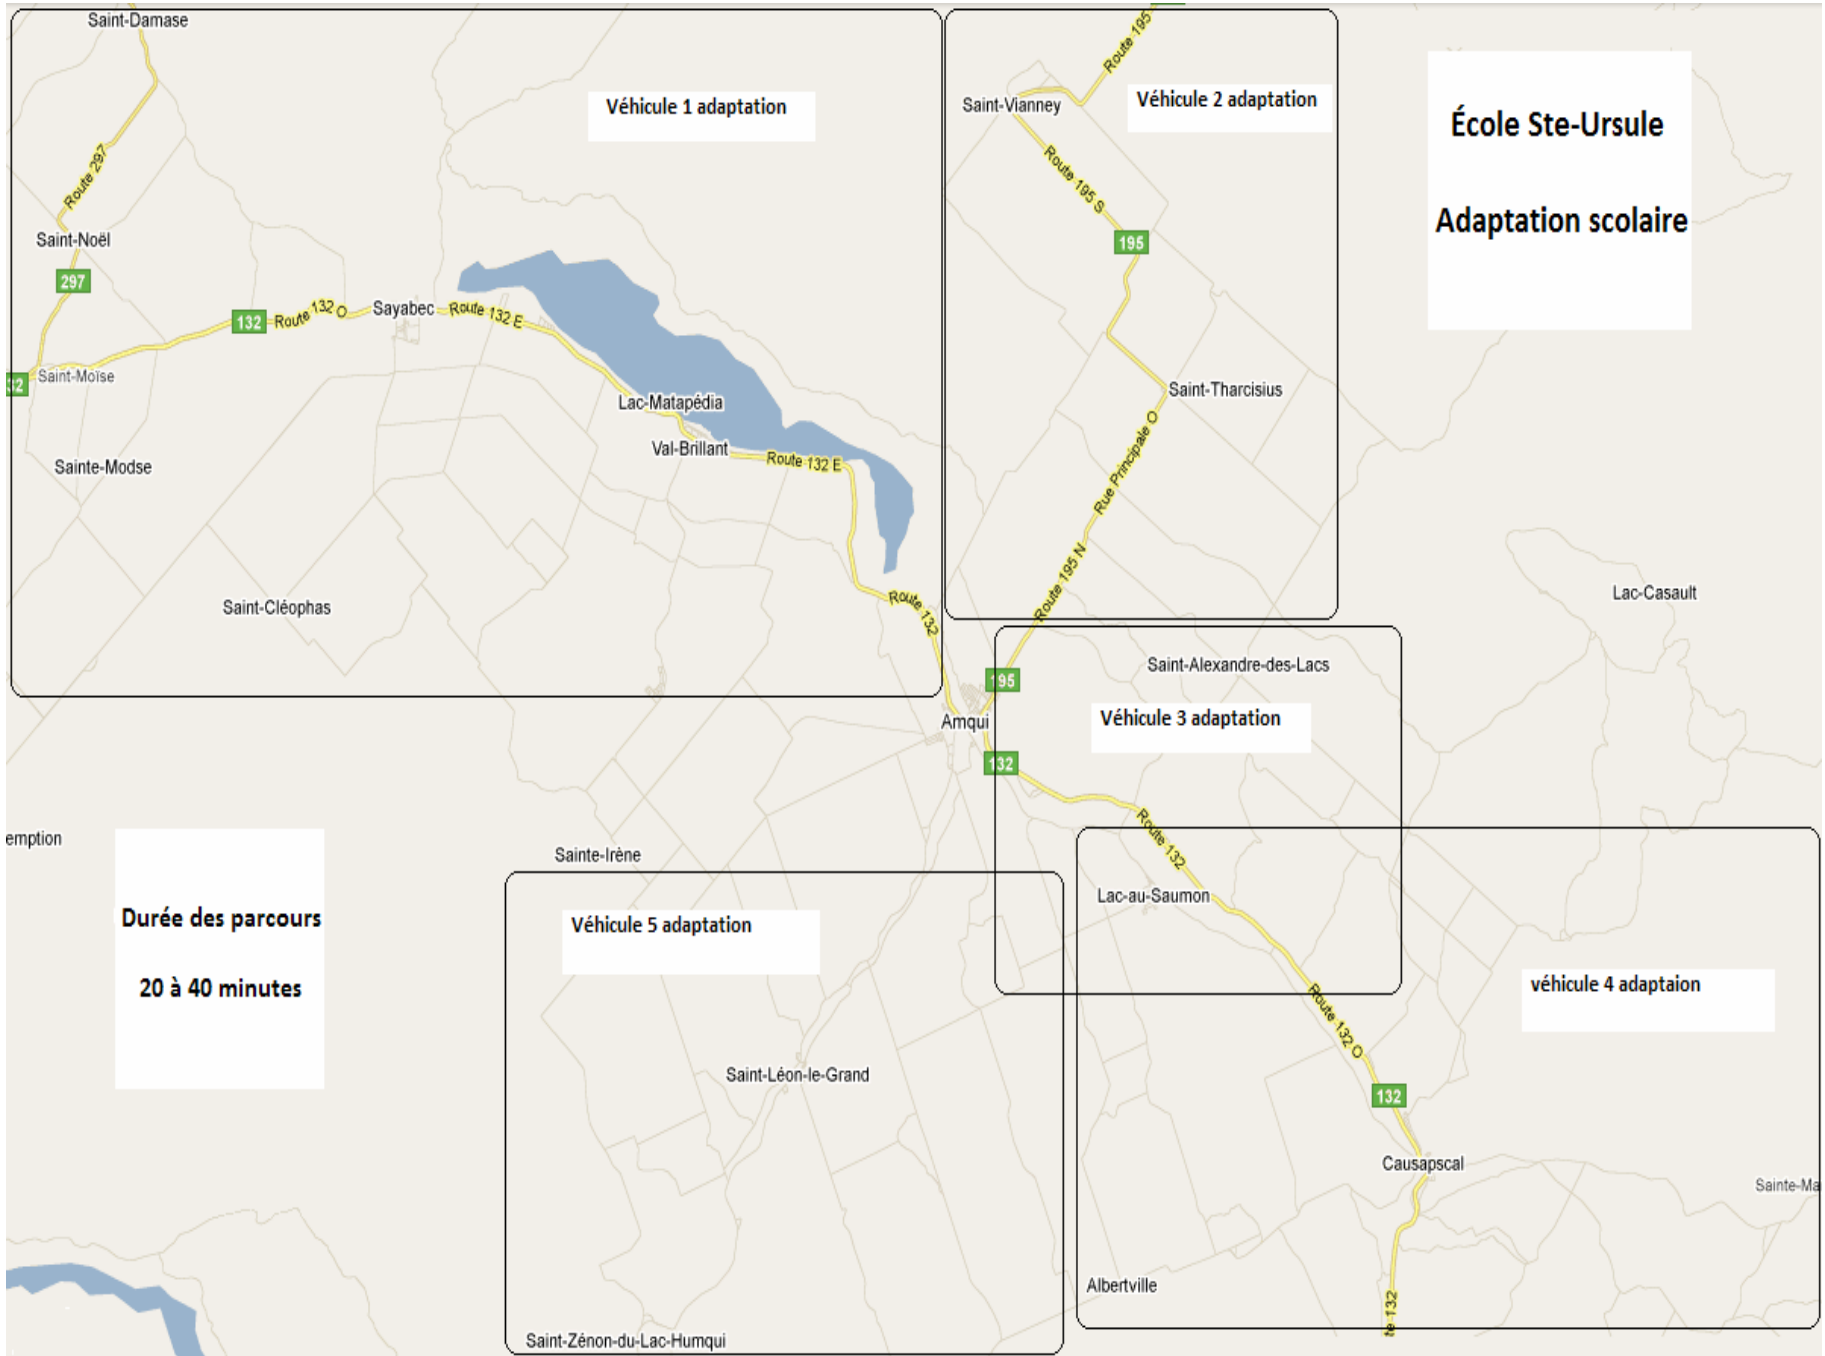 Saint-Damase
Route 195
Véhicule 1 adaptation
Saint-Vianney
Véhicule 2 adaptation
École Ste-Ursule
Adaptation scolaire
Route 297
Route 195 S
Saint-Noël
195
297
132
Route 132 O
Sayabec
Route 132 E
32
Saint-Moïse
Saint-Tharcisius
Lac-Matapédia
Val-Brillant
Route 132 E
Rue Principale O
Sainte-Modse
Route 195 N
Lac-Casault
Saint-Cléophas
Route 132
Saint-Alexandre-des-Lacs
195
Amqui
Véhicule 3 adaptation
132
Route 132
emption
Sainte-Irène
Lac-au-Saumon
Durée des parcours
20 à 40 minutes
Véhicule 5 adaptation
véhicule 4 adaptaion
Route 132 O
Saint-Léon-le-Grand
132
Causapscal
Sainte-Ma
Albertville
te 132
Saint-Zénon-du-Lac-Humqui